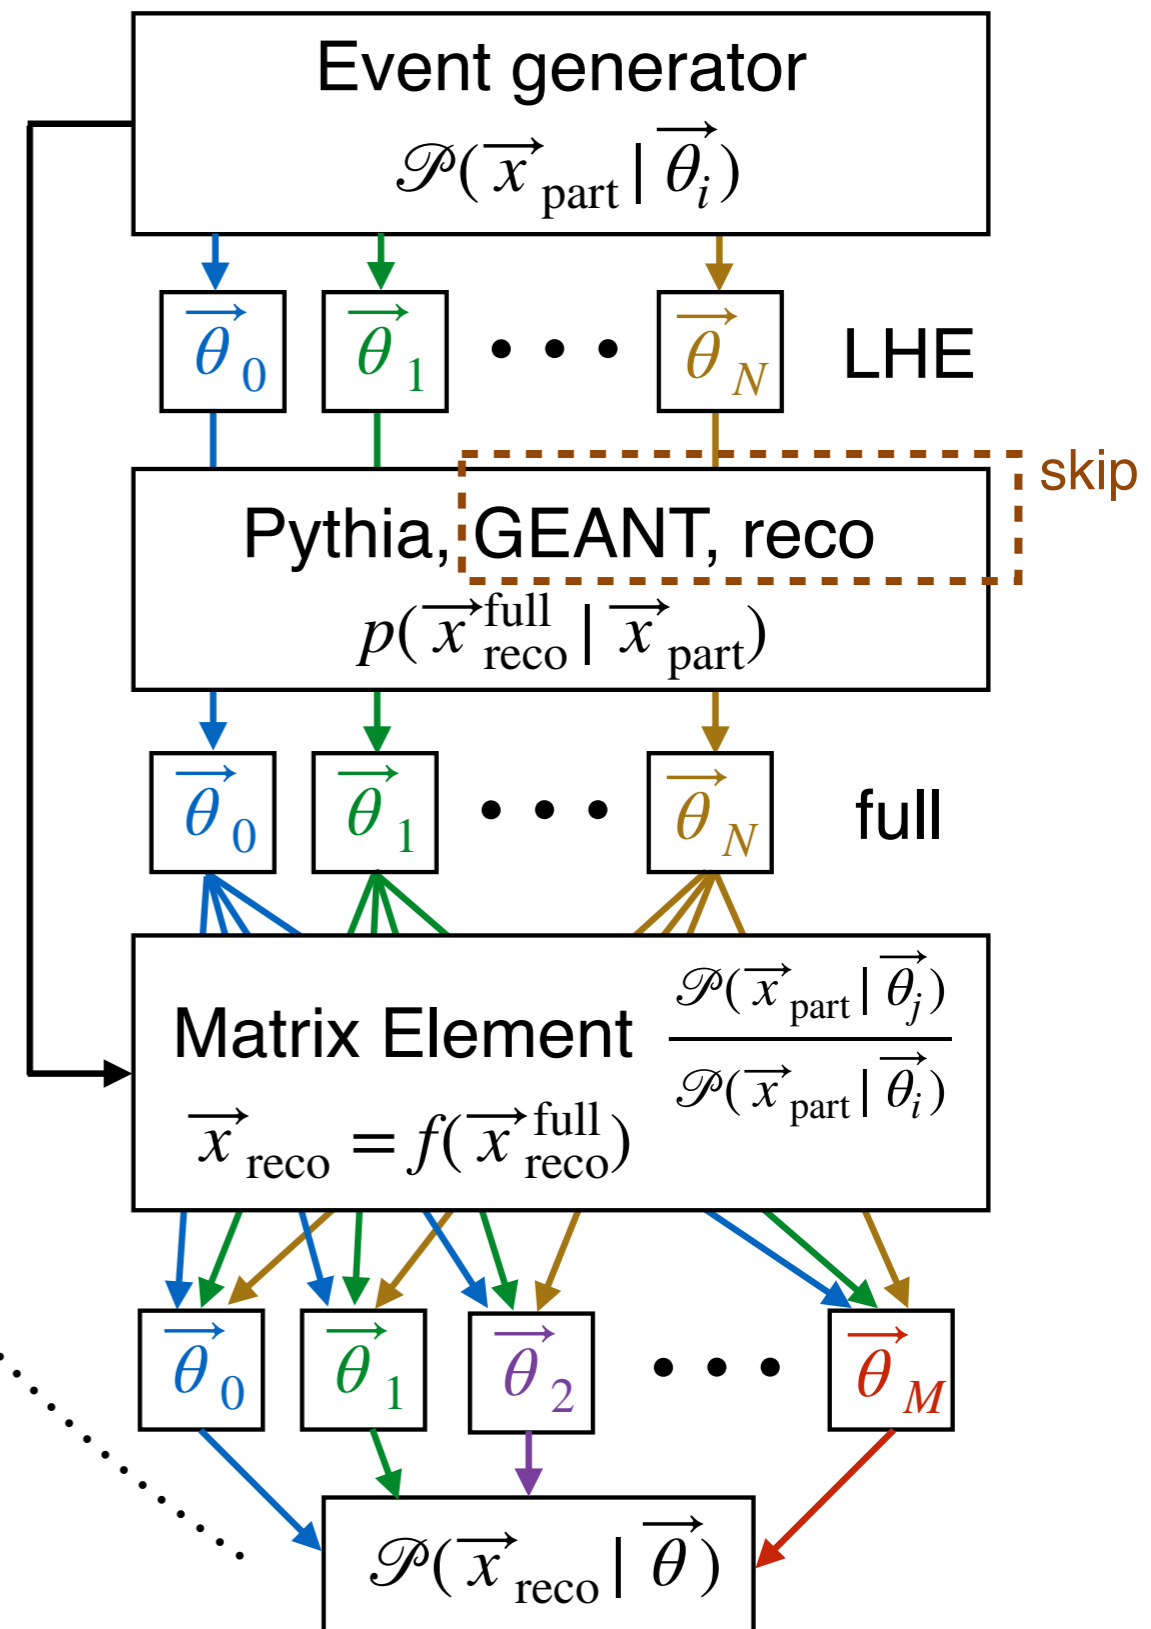 Event generator
𝒫(x⃗_part | θ⃗_i)
θ⃗_0 θ⃗_1 • • • θ⃗_N LHE
skip
Pythia, GEANT, reco
p(x⃗_reco^full | x⃗_part)
θ⃗_0 θ⃗_1 • • • θ⃗_N full
Matrix Element 𝒫(x⃗_part | θ⃗_j) / 𝒫(x⃗_part | θ⃗_i)
x⃗_reco = f(x⃗_reco^full)
θ⃗_0 θ⃗_1 θ⃗_2 • • • θ⃗_M
𝒫(x⃗_reco | θ⃗)